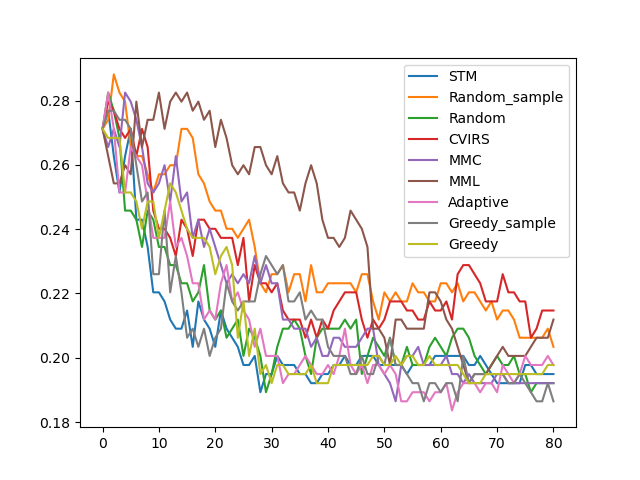 0.28
0.26
0.24
0.22
0.20
0.18
0 10 20 30 40 50 60 70 80
STM
Random_sample
Random
CVIRS
MMC
MML
Adaptive
Greedy_sample
Greedy